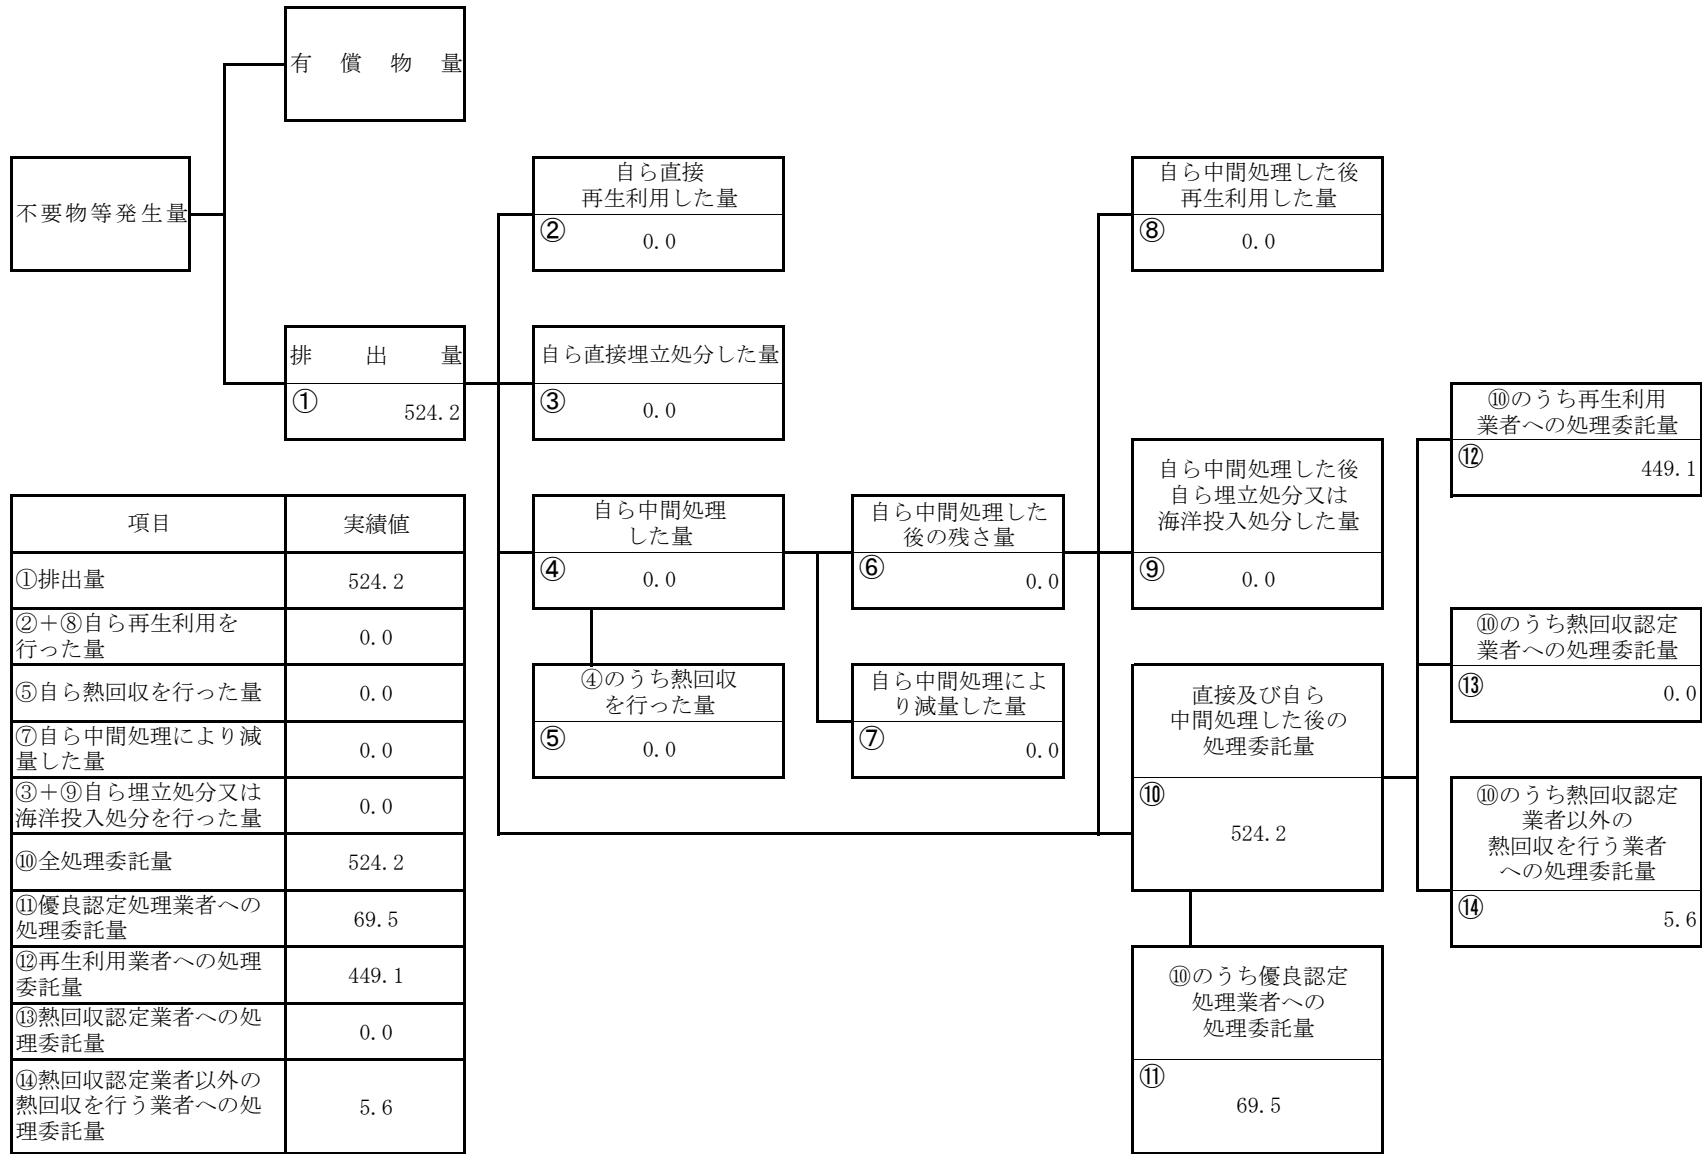 有償物量
不要物等発生量
自ら直接
再生利用した量
② 0.0
自ら中間処理した後
再生利用した量
⑧ 0.0
排出量
① 524.2
自ら直接埋立処分した量
③ 0.0
⑩のうち再生利用
業者への処理委託量
⑫ 449.1
自ら中間処理
した量
④ 0.0
自ら中間処理した
後の残さ量
⑥ 0.0
自ら中間処理した後
自ら埋立処分又は
海洋投入処分した量
⑨ 0.0
⑩のうち熱回収認定
業者への処理委託量
⑬ 0.0
④のうち熱回収
を行った量
⑤ 0.0
自ら中間処理によ
り減量した量
⑦ 0.0
直接及び自ら
中間処理した後の
処理委託量
⑩ 524.2
⑩のうち熱回収認定
業者以外の
熱回収を行う業者
への処理委託量
⑭ 5.6
⑩のうち優良認定
処理業者への
処理委託量
⑪ 69.5
項目 実績値
①排出量 524.2
②＋⑧自ら再生利用を
行った量 0.0
⑤自ら熱回収を行った量 0.0
⑦自ら中間処理により減
量した量 0.0
③＋⑨自ら埋立処分又は
海洋投入処分を行った量 0.0
⑩全処理委託量 524.2
⑪優良認定処理業者への
処理委託量 69.5
⑫再生利用業者への処理
委託量 449.1
⑬熱回収認定業者への処
理委託量 0.0
⑭熱回収認定業者以外の
熱回収を行う業者への処
理委託量 5.6